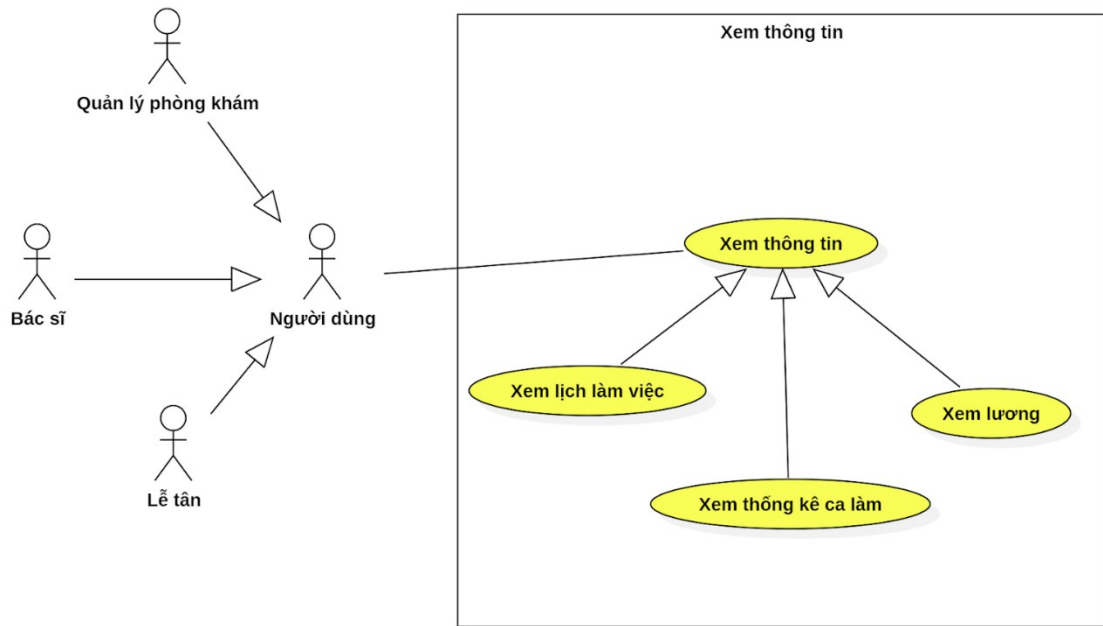 Xem thông tin
Quản lý phòng khám
Xem thông tin
Bác sĩ
Người dùng
Xem lịch làm việc
Xem lương
Lễ tân
Xem thống kê ca làm